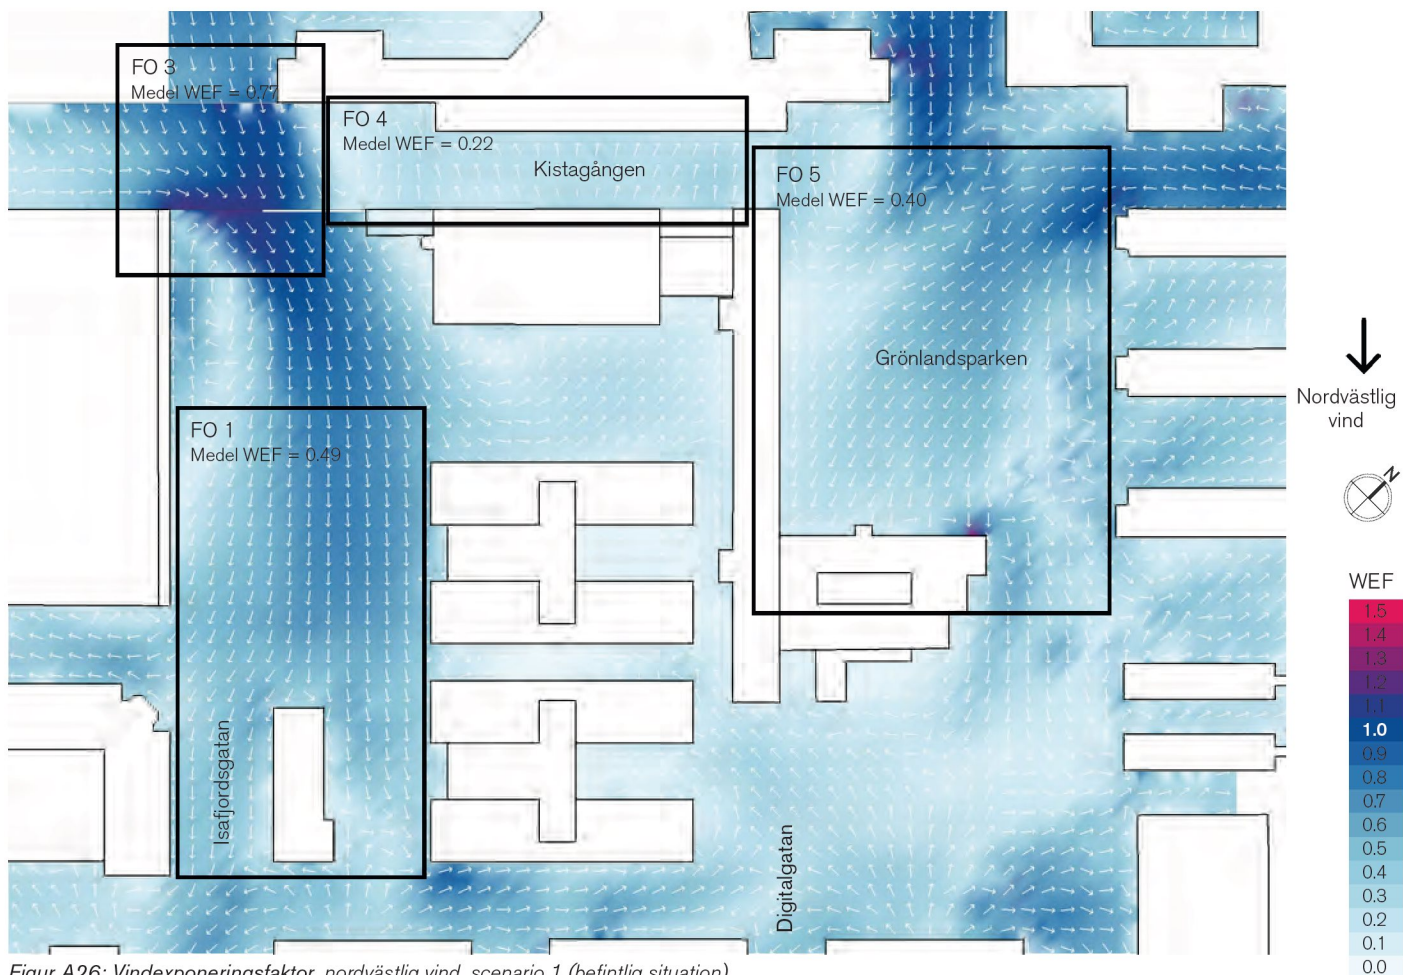 FO 3
Medel WEF = 0.77
FO 4
Medel WEF = 0.22
Kistagången
FO 5
Medel WEF = 0.40
Grönlandsparken
FO 1
Medel WEF = 0.49
Isafjordsgatan
Digitalgatan
Nordvästlig
vind
N
WEF
1.5
1.4
1.3
1.2
1.1
1.0
0.9
0.8
0.7
0.6
0.5
0.4
0.3
0.2
0.1
0.0
Figur A26: Vindexponeringsfaktor, nordvästlig vind, scenario 1 (befintlig situation)